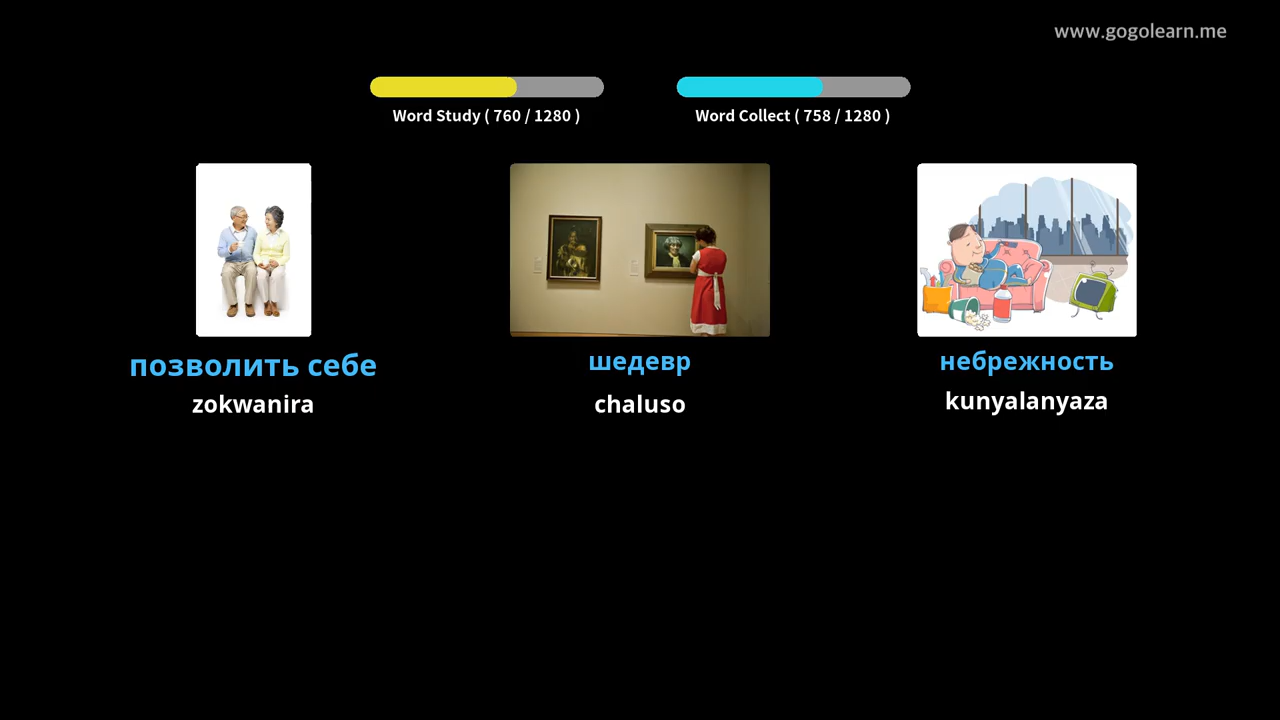 www.gogolearn.me
Word Study ( 760 / 1280 )
Word Collect ( 758 / 1280 )
позволить себе
шедевр
небрежность
zokwanira
chaluso
kunyalanyaza